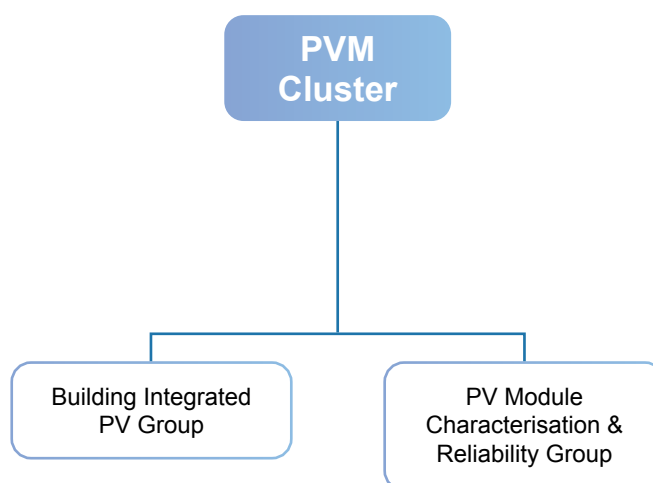 PVM
Cluster
Building Integrated
PV Group
PV Module
Characterisation &
Reliability Group